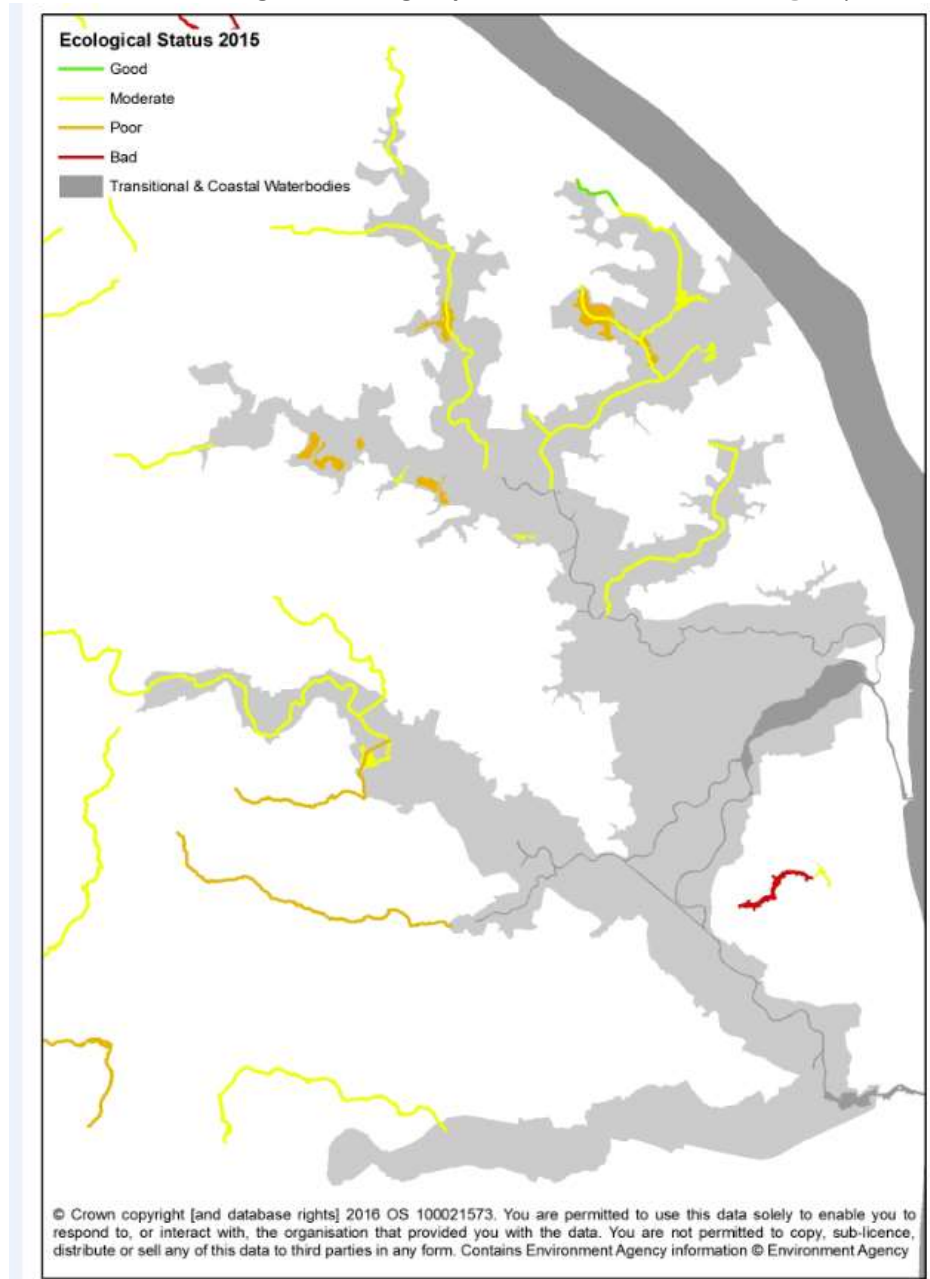 Ecological Status 2015
Good
Moderate
Poor
Bad
Transitional & Coastal Waterbodies
© Crown copyright [and database rights] 2016 OS 100021573. You are permitted to use this data solely to enable you to
respond to, or interact with, the organisation that provided you with the data. You are not permitted to copy, sub-licence,
distribute or sell any of this data to third parties in any form. Contains Environment Agency information © Environment Agency